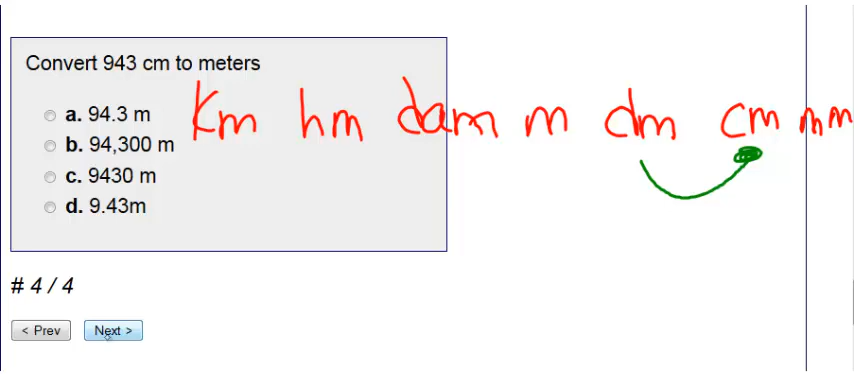 Convert 943 cm to meters
a. 94.3 m
b. 94,300 m
c. 9430 m
d. 9.43m
km hm dam m dm cm mm
# 4 / 4
< Prev Next >